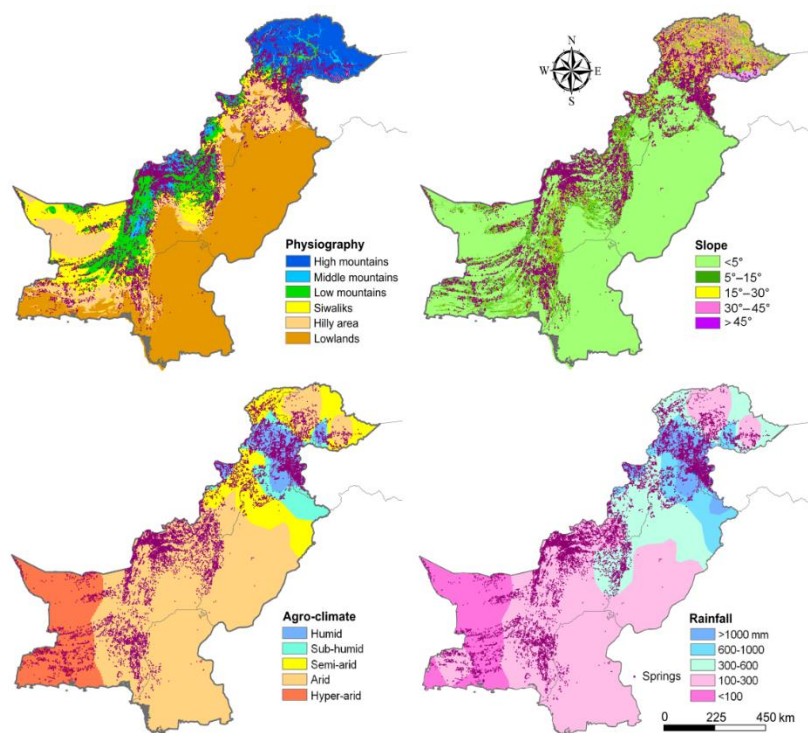 N
W
E
S
Physiography
High mountains
Middle mountains
Low mountains
Siwaliks
Hilly area
Lowlands
Slope
<5°
5°–15°
15°–30°
30°–45°
>45°
Agro-climate
Humid
Sub-humid
Semi-arid
Arid
Hyper-arid
Springs
Rainfall
>1000 mm
600-1000
300-600
100-300
<100
0 225 450 km